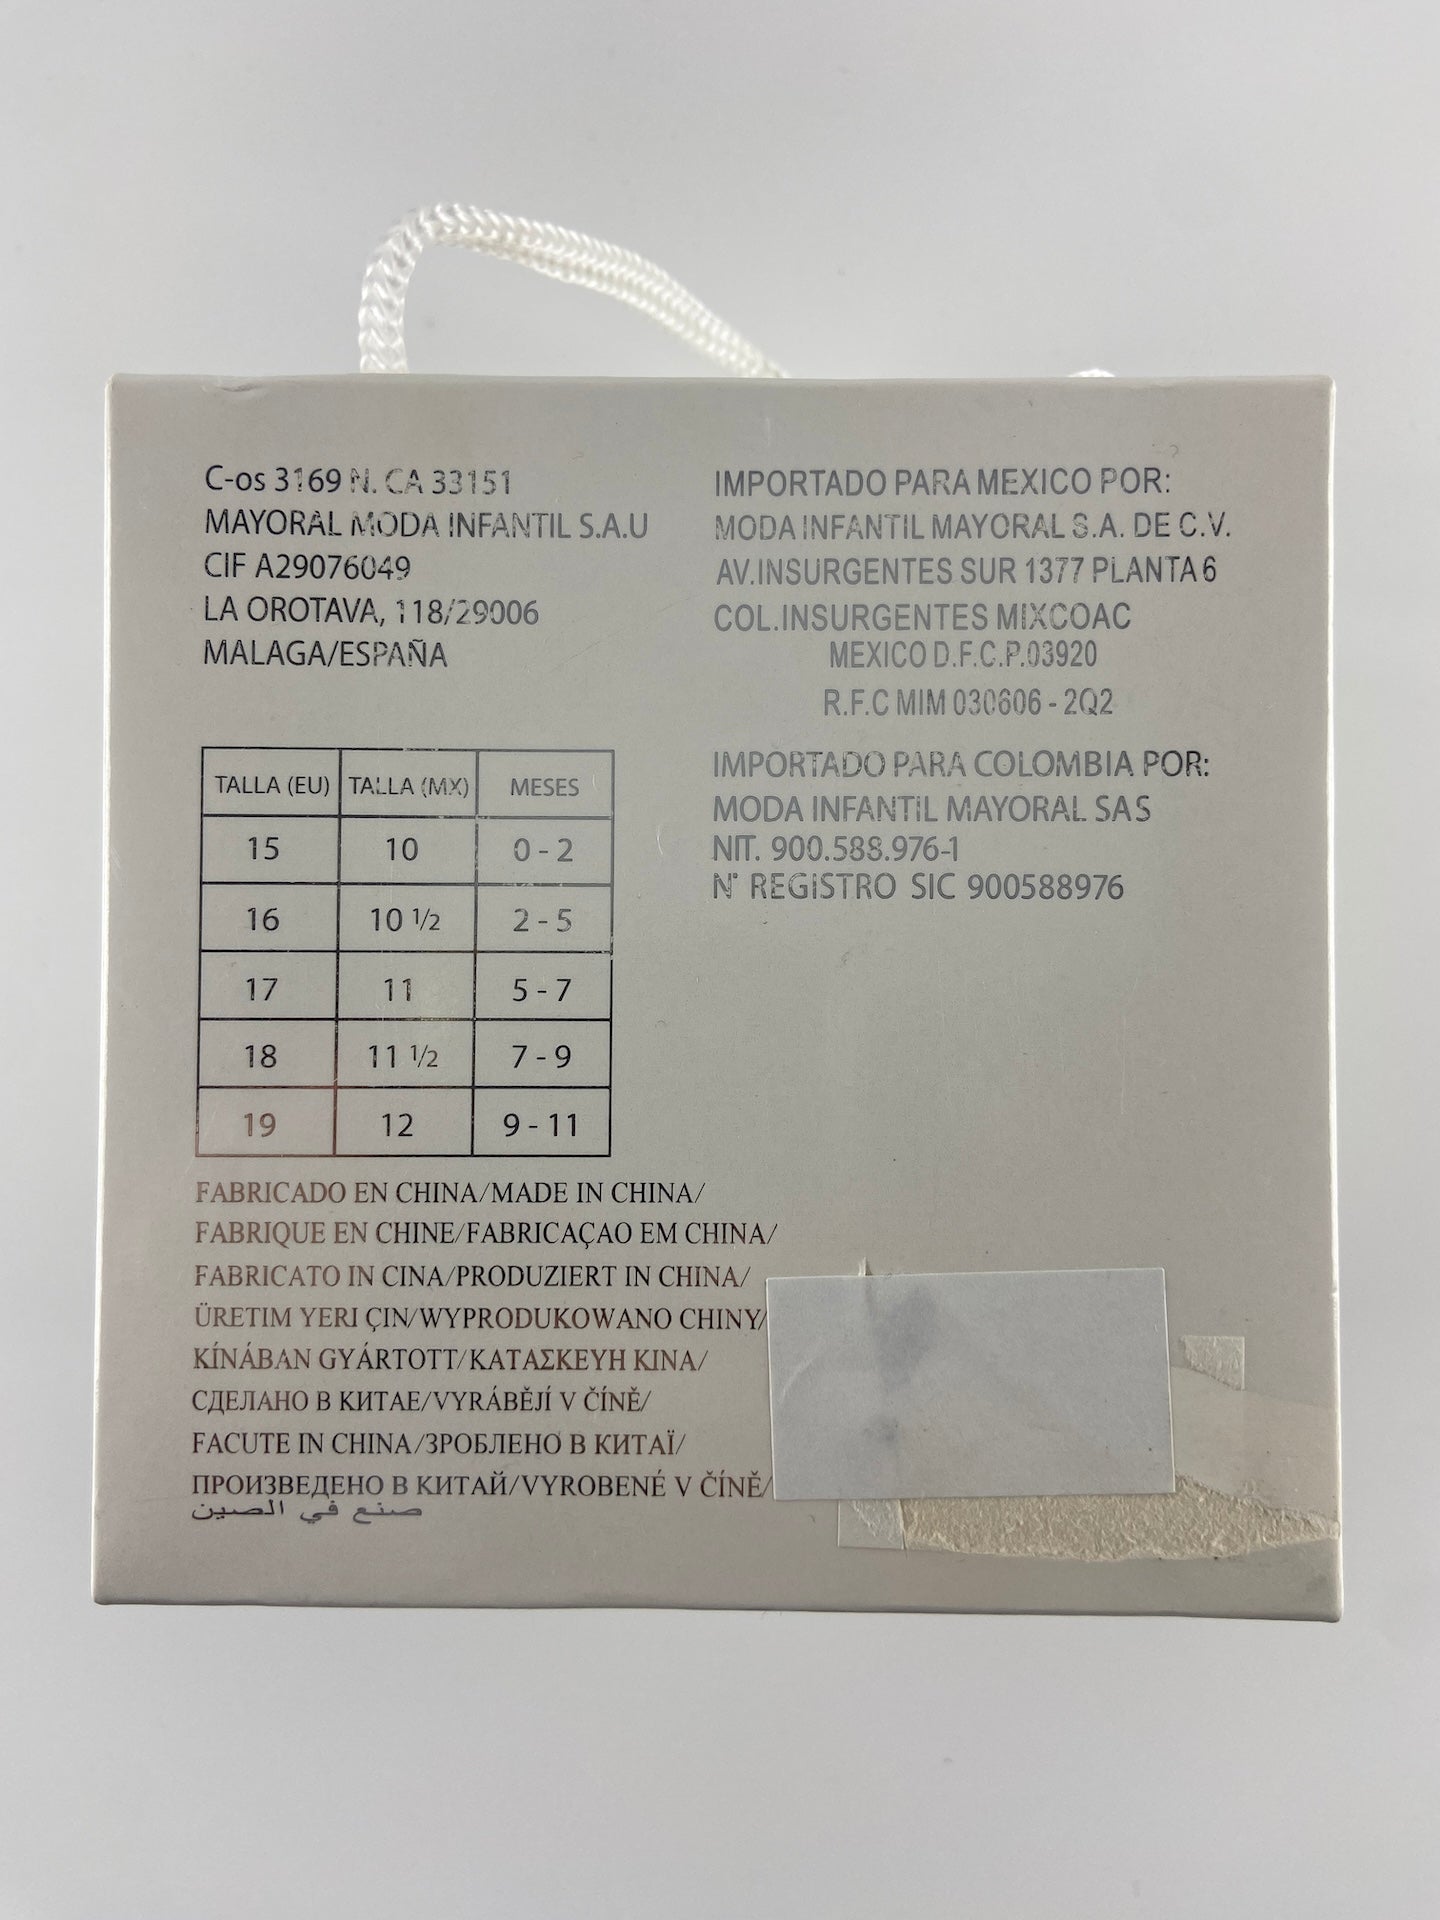 C-os 3169 N. CA 33151
MAYORAL MODA INFANTIL S.A.U
CIF A29076049
LA OROTAVA, 118/29006
MALAGA/ESPAÑA
IMPORTADO PARA MEXICO POR:
MODA INFANTIL MAYORAL S.A. DE C.V.
AV.INSURGENTES SUR 1377 PLANTA 6
COL.INSURGENTES MIXCOAC
MEXICO D.F.C.P.03920
R.F.C MIM 030606 - 2Q2
IMPORTADO PARA COLOMBIA POR:
MODA INFANTIL MAYORAL SAS
NIT. 900.588.976-1
N° REGISTRO SIC 900588976
TALLA (EU) TALLA (MX) MESES
15 10 0 - 2
16 10 1/2 2 - 5
17 11 5 - 7
18 11 1/2 7 - 9
19 12 9 - 11
FABRICADO EN CHINA/MADE IN CHINA/
FABRIQUE EN CHINE/FABRICAÇAO EM CHINA/
FABRICATO IN CINA/PRODUZIERT IN CHINA/
ÜRETIM YERI ÇIN/WYPRODUKOWANO CHINY/
KÍNÁBAN GYÁRTOTT/ΚΑΤΑΣΚΕΥΗ ΚΙΝΑ/
СДЕЛАНО В КИТАЕ/VYRÁBĚJÍ V ČÍNĚ/
FACUTE IN CHINA/ЗРОБЛЕНО В КИТАЇ/
ПРОИЗВЕДЕНО В КИТАЙ/VYROBENÉ V ČÍNĚ/
صنع في الصين